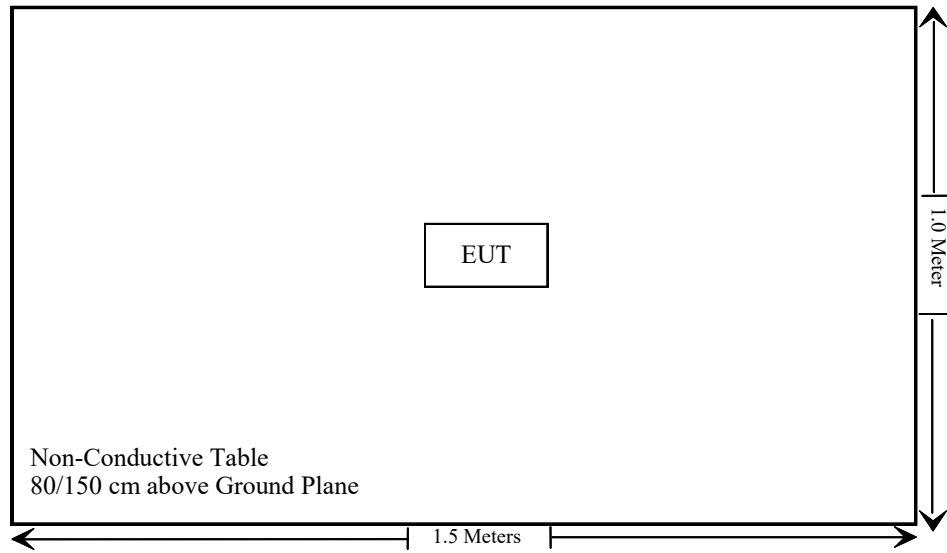 EUT
1.0 Meter
Non-Conductive Table
80/150 cm above Ground Plane
1.5 Meters